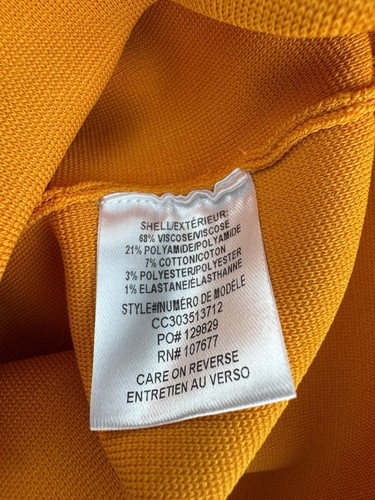 SHELL/EXTÉRIEUR:
68% VISCOSE/VISCOSE
21% POLYAMIDE/POLYAMIDE
7% COTTON/COTON
3% POLYESTER/POLYESTER
1% ELASTANE/ÉLASTHANNE
STYLE#/NUMÉRO DE MODÈLE
CC303513712
PO# 129829
RN# 107677
CARE ON REVERSE
ENTRETIEN AU VERSO